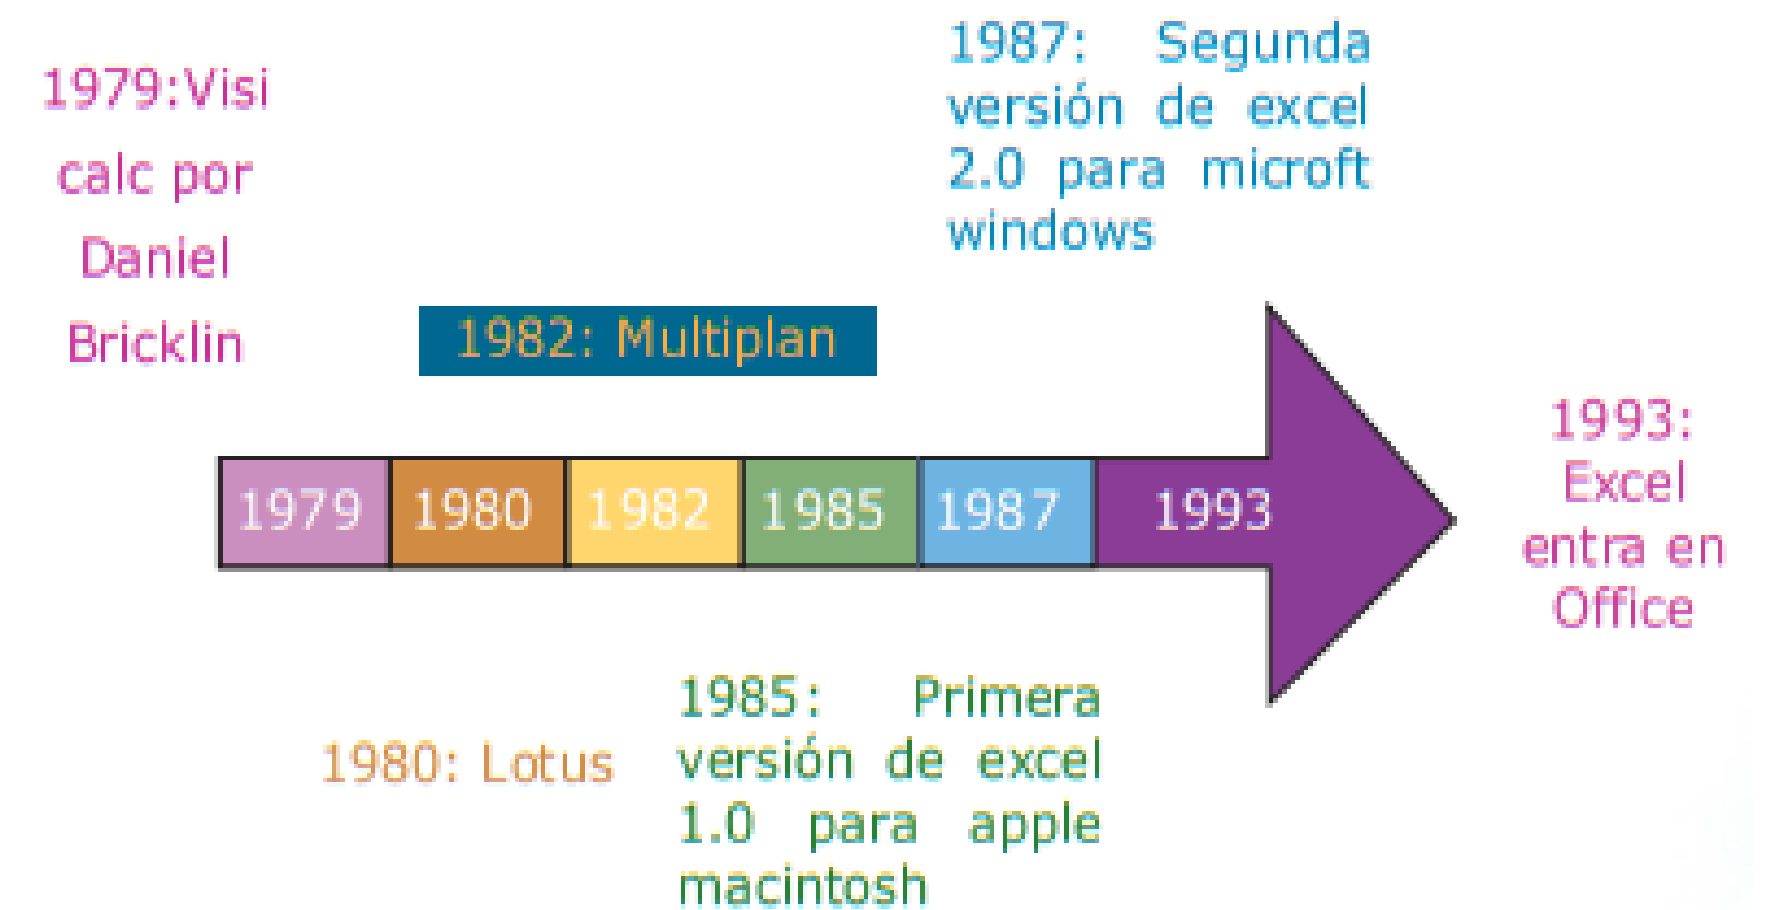 1979:Visi
calc por
Daniel
Bricklin
1982: Multiplan
1987: Segunda
versión de excel
2.0 para microft
windows
1979 1980 1982 1985 1987 1993
1993:
Excel
entra en
Office
1980: Lotus
1985: Primera
versión de excel
1.0 para apple
macintosh